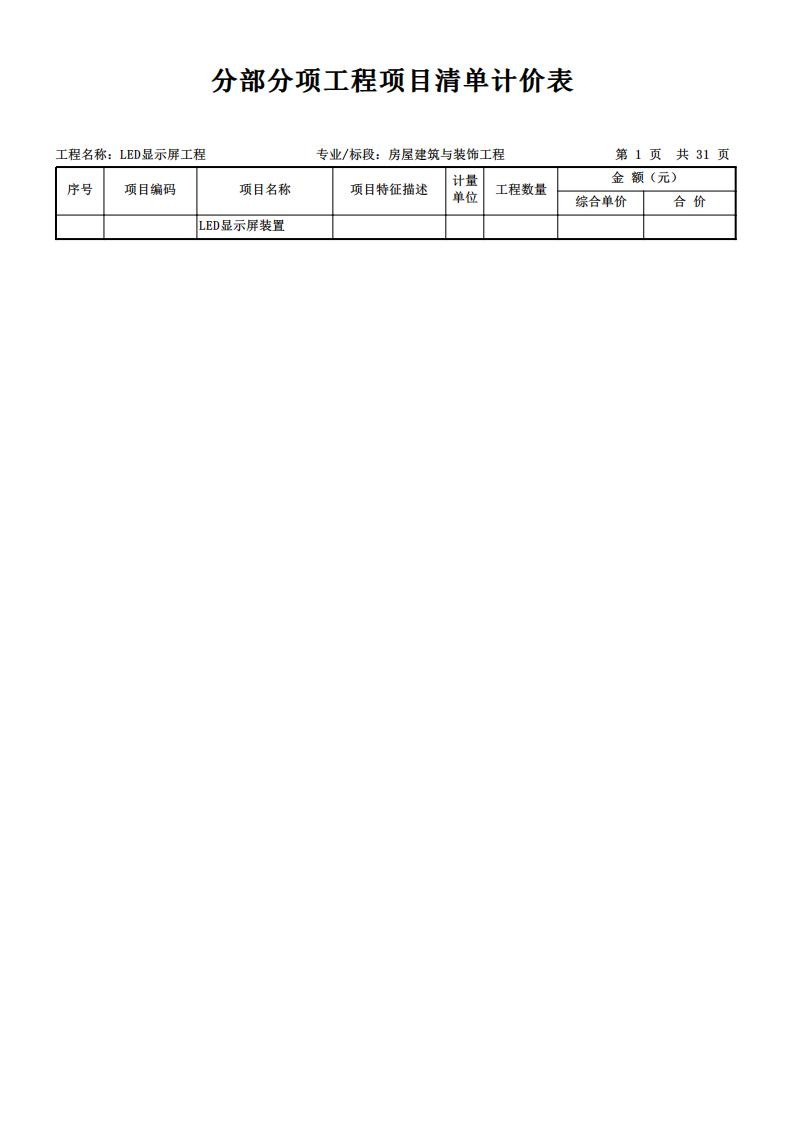 分部分项工程项目清单计价表
工程名称：LED显示屏工程 专业/标段：房屋建筑与装饰工程 第 1 页 共 31 页
序号 项目编码 项目名称 项目特征描述 计量单位 工程数量 金 额（元）
综合单价 合 价
LED显示屏装置